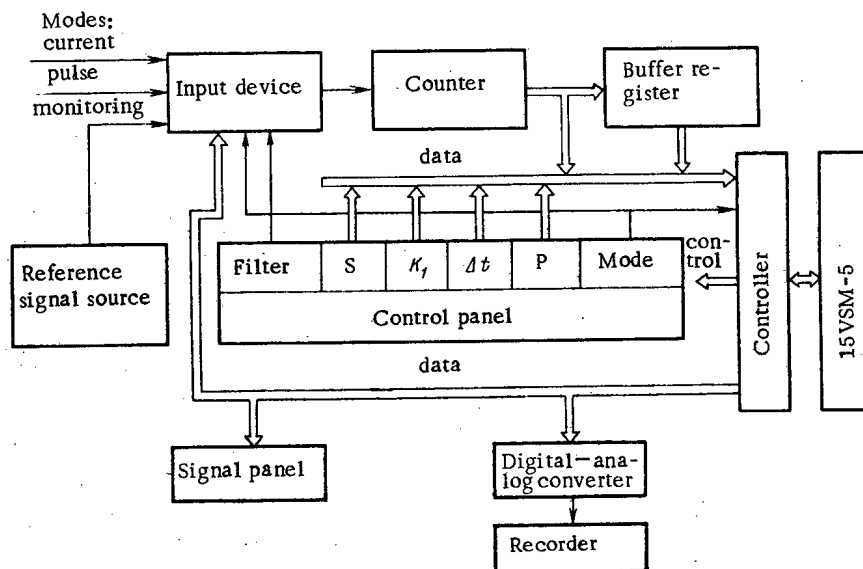 Modes:
current
pulse
monitoring
Input device
Counter
Buffer re-
gister
data
Reference
signal source
Filter
S
K₁
Δt
P
Mode
con-
trol
Control panel
Controller
15VSM-5
data
Signal panel
Digital—ana-
log converter
Recorder